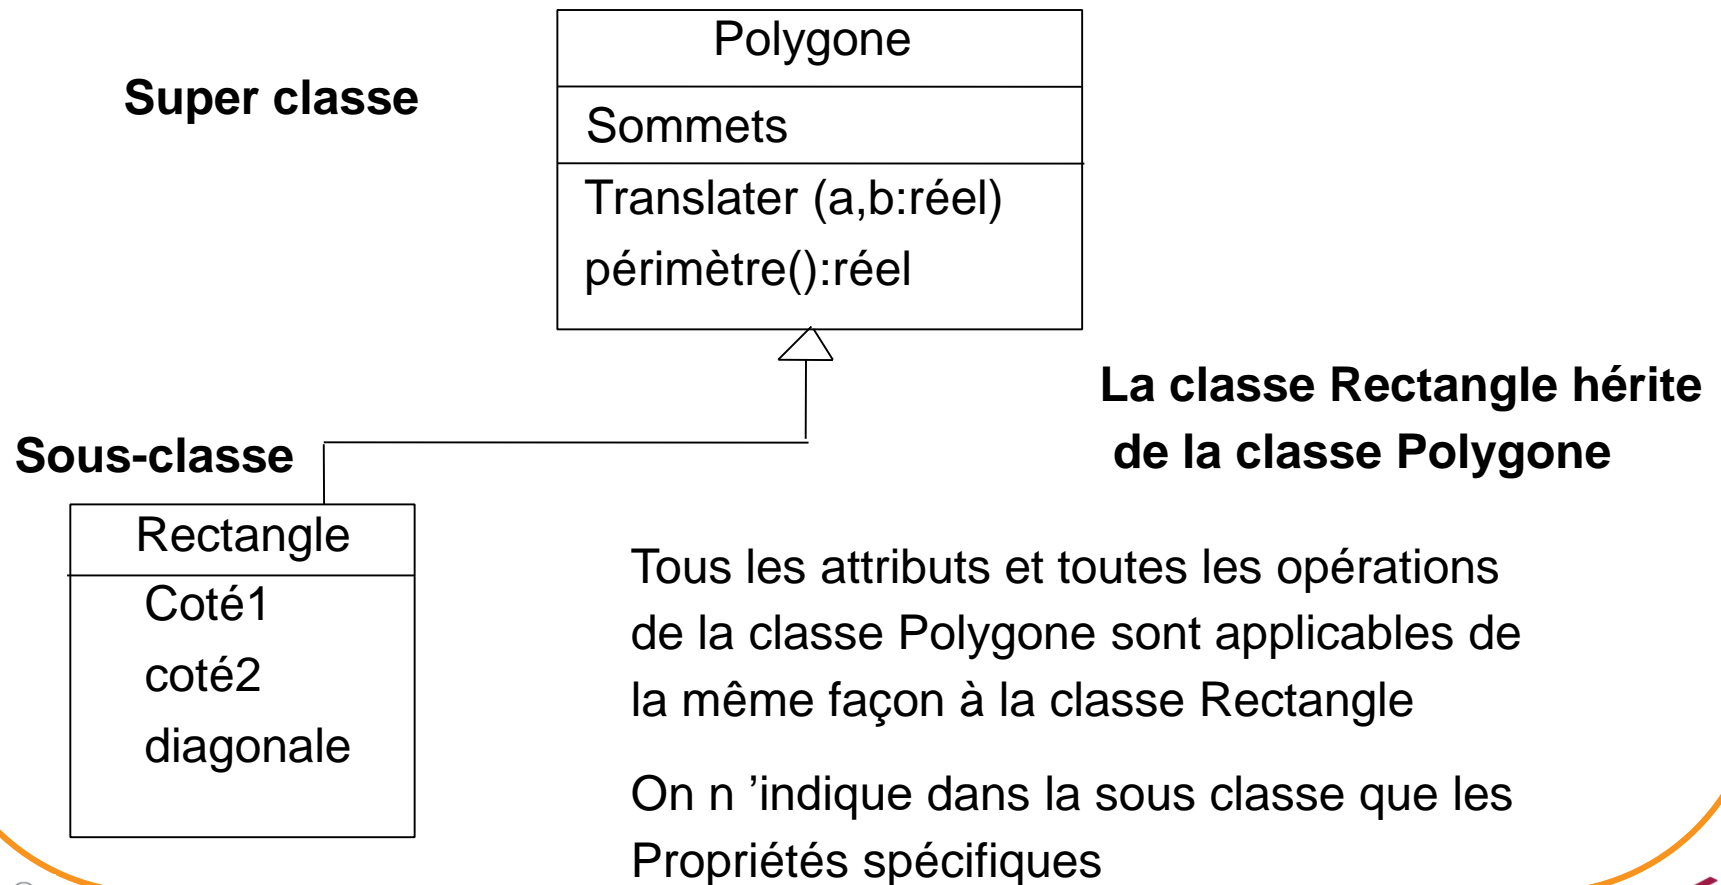 Polygone
Super classe
Sommets
Translater (a,b:réel)
périmètre():réel
La classe Rectangle hérite
de la classe Polygone
Sous-classe
Rectangle
Coté1
coté2
diagonale
Tous les attributs et toutes les opérations
de la classe Polygone sont applicables de
la même façon à la classe Rectangle
On n ’indique dans la sous classe que les
Propriétés spécifiques